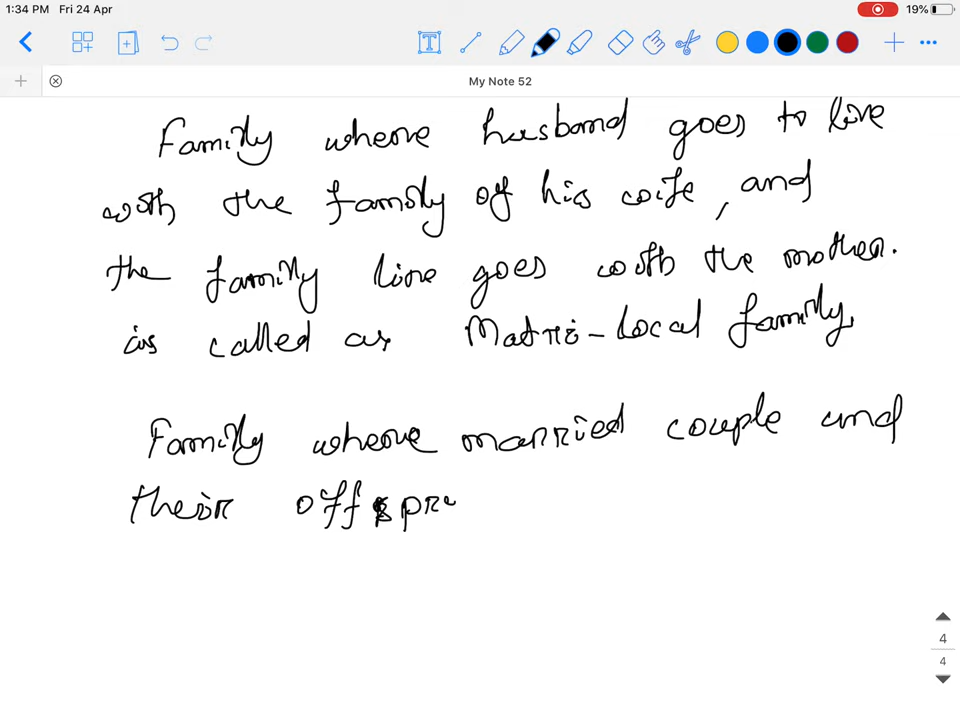 1:34 PM Fri 24 Apr
19%
My Note 52
Family where husband goes to live
with the family of his wife, and
the family line goes with the mother.
is called as Matri-Local family.
Family where married couple and
their offspre
4
4